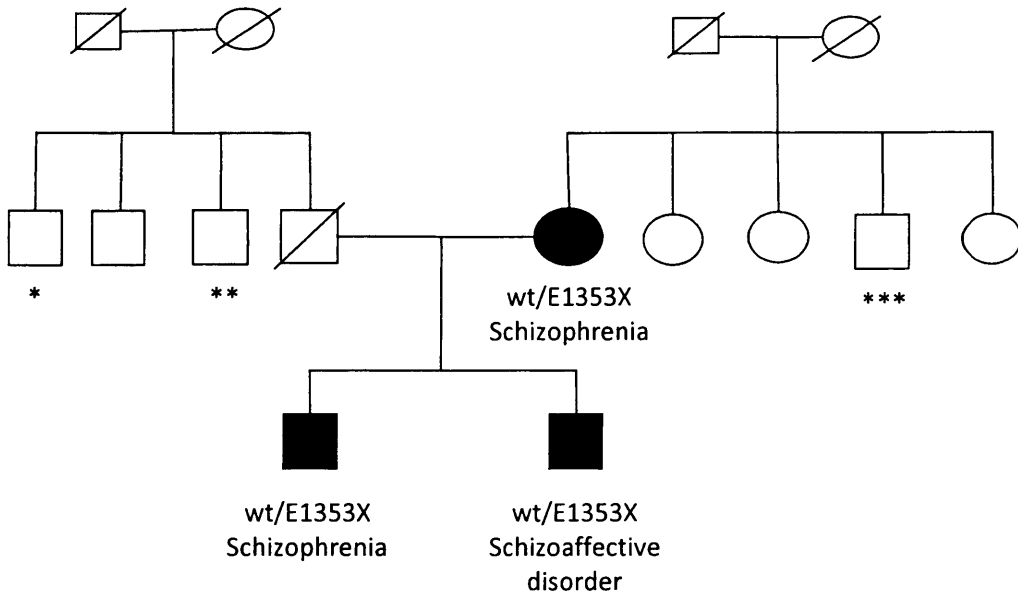 *
**
wt/E1353X
Schizophrenia
***
wt/E1353X
Schizophrenia
wt/E1353X
Schizoaffective
disorder